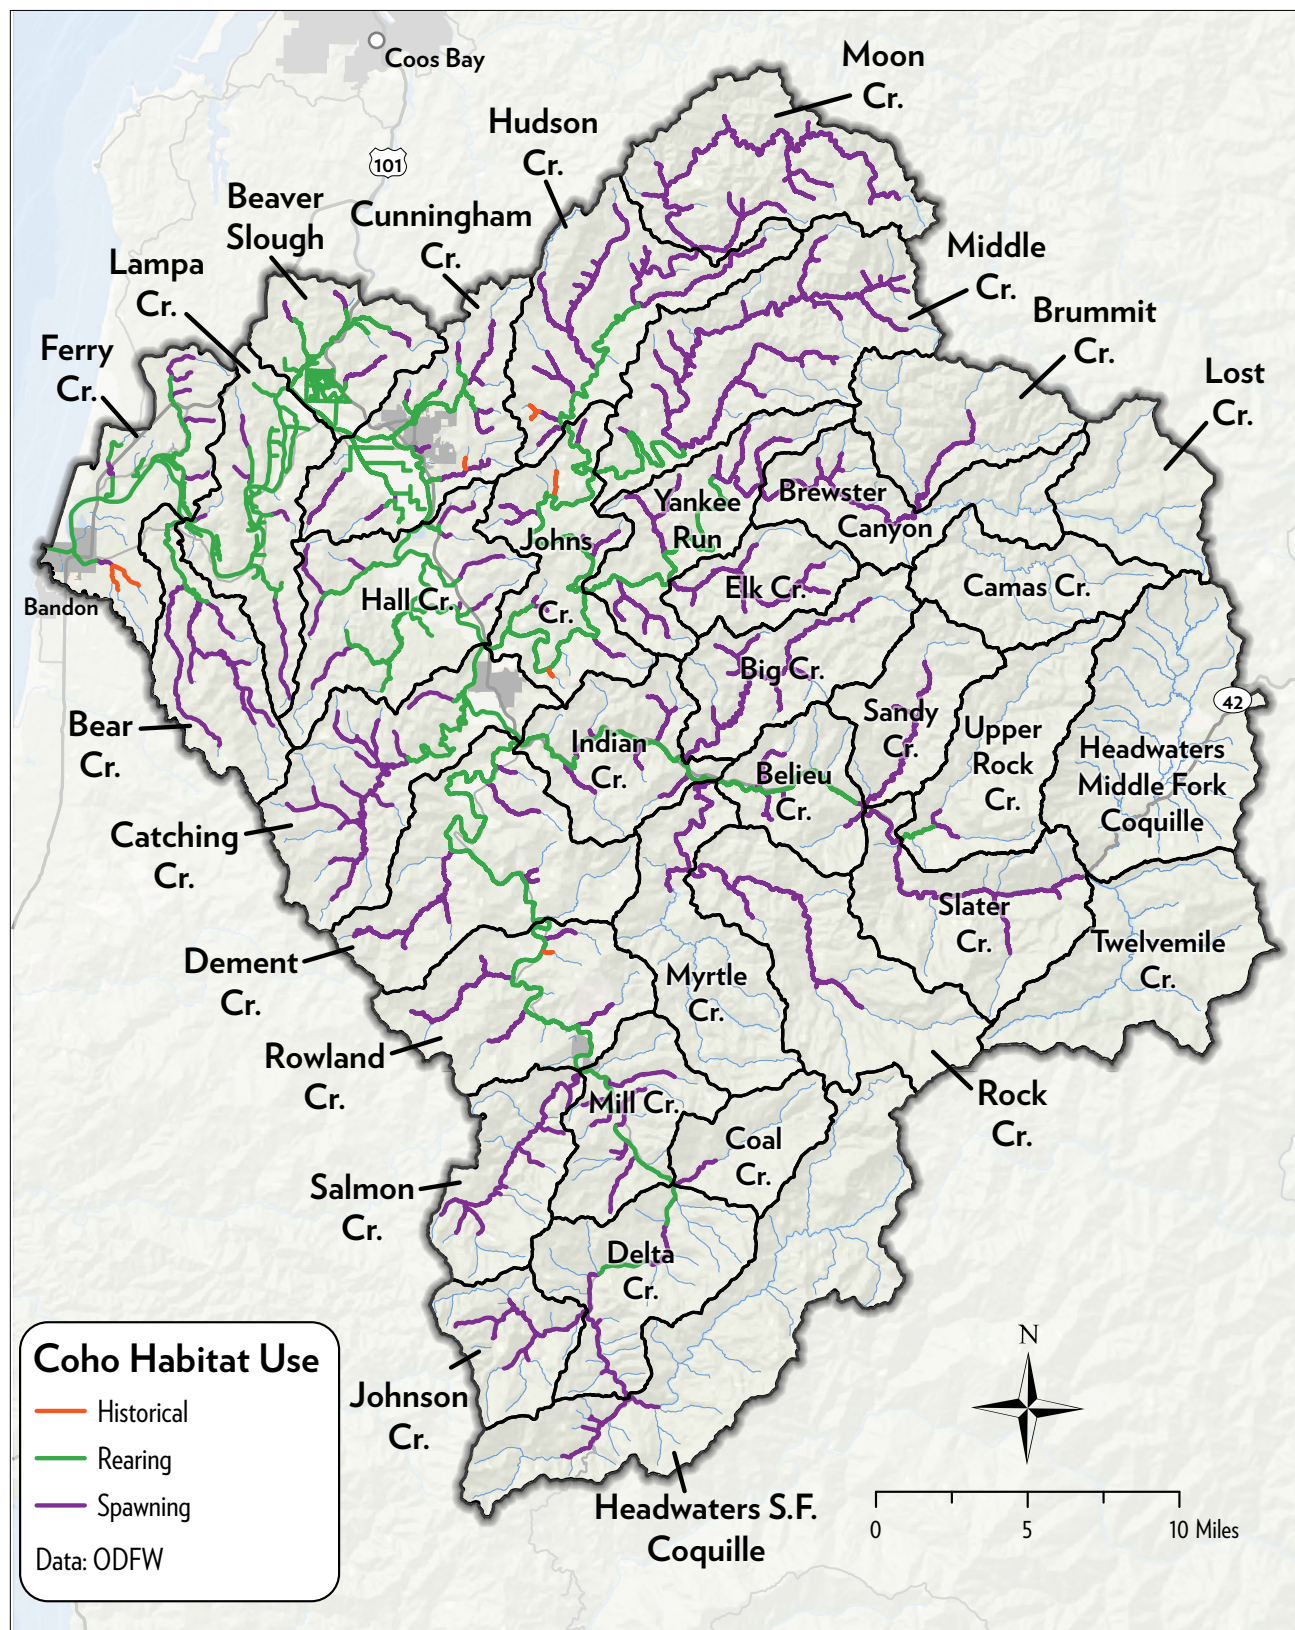 Coos Bay
Moon
Cr.
Hudson
Cr.
101
Beaver
Slough
Cunningham
Cr.
Middle
Cr.
Lampa
Cr.
Brummit
Cr.
Ferry
Cr.
Lost
Cr.
Yankee
Run
Brewster
Canyon
Johns
Cr.
Bandon
Hall Cr.
Elk Cr.
Camas Cr.
Big Cr.
42
Bear
Cr.
Indian
Cr.
Sandy
Cr.
Upper
Rock
Cr.
Headwaters
Middle Fork
Coquille
Belieu
Cr.
Catching
Cr.
Slater
Cr.
Twelvemile
Cr.
Dement
Cr.
Myrtle
Cr.
Rowland
Cr.
Rock
Cr.
Mill Cr.
Coal
Cr.
Salmon
Cr.
Delta
Cr.
Johnson
Cr.
Headwaters S.F.
Coquille
Coho Habitat Use
Historical
Rearing
Spawning
Data: ODFW
N
0 5 10 Miles